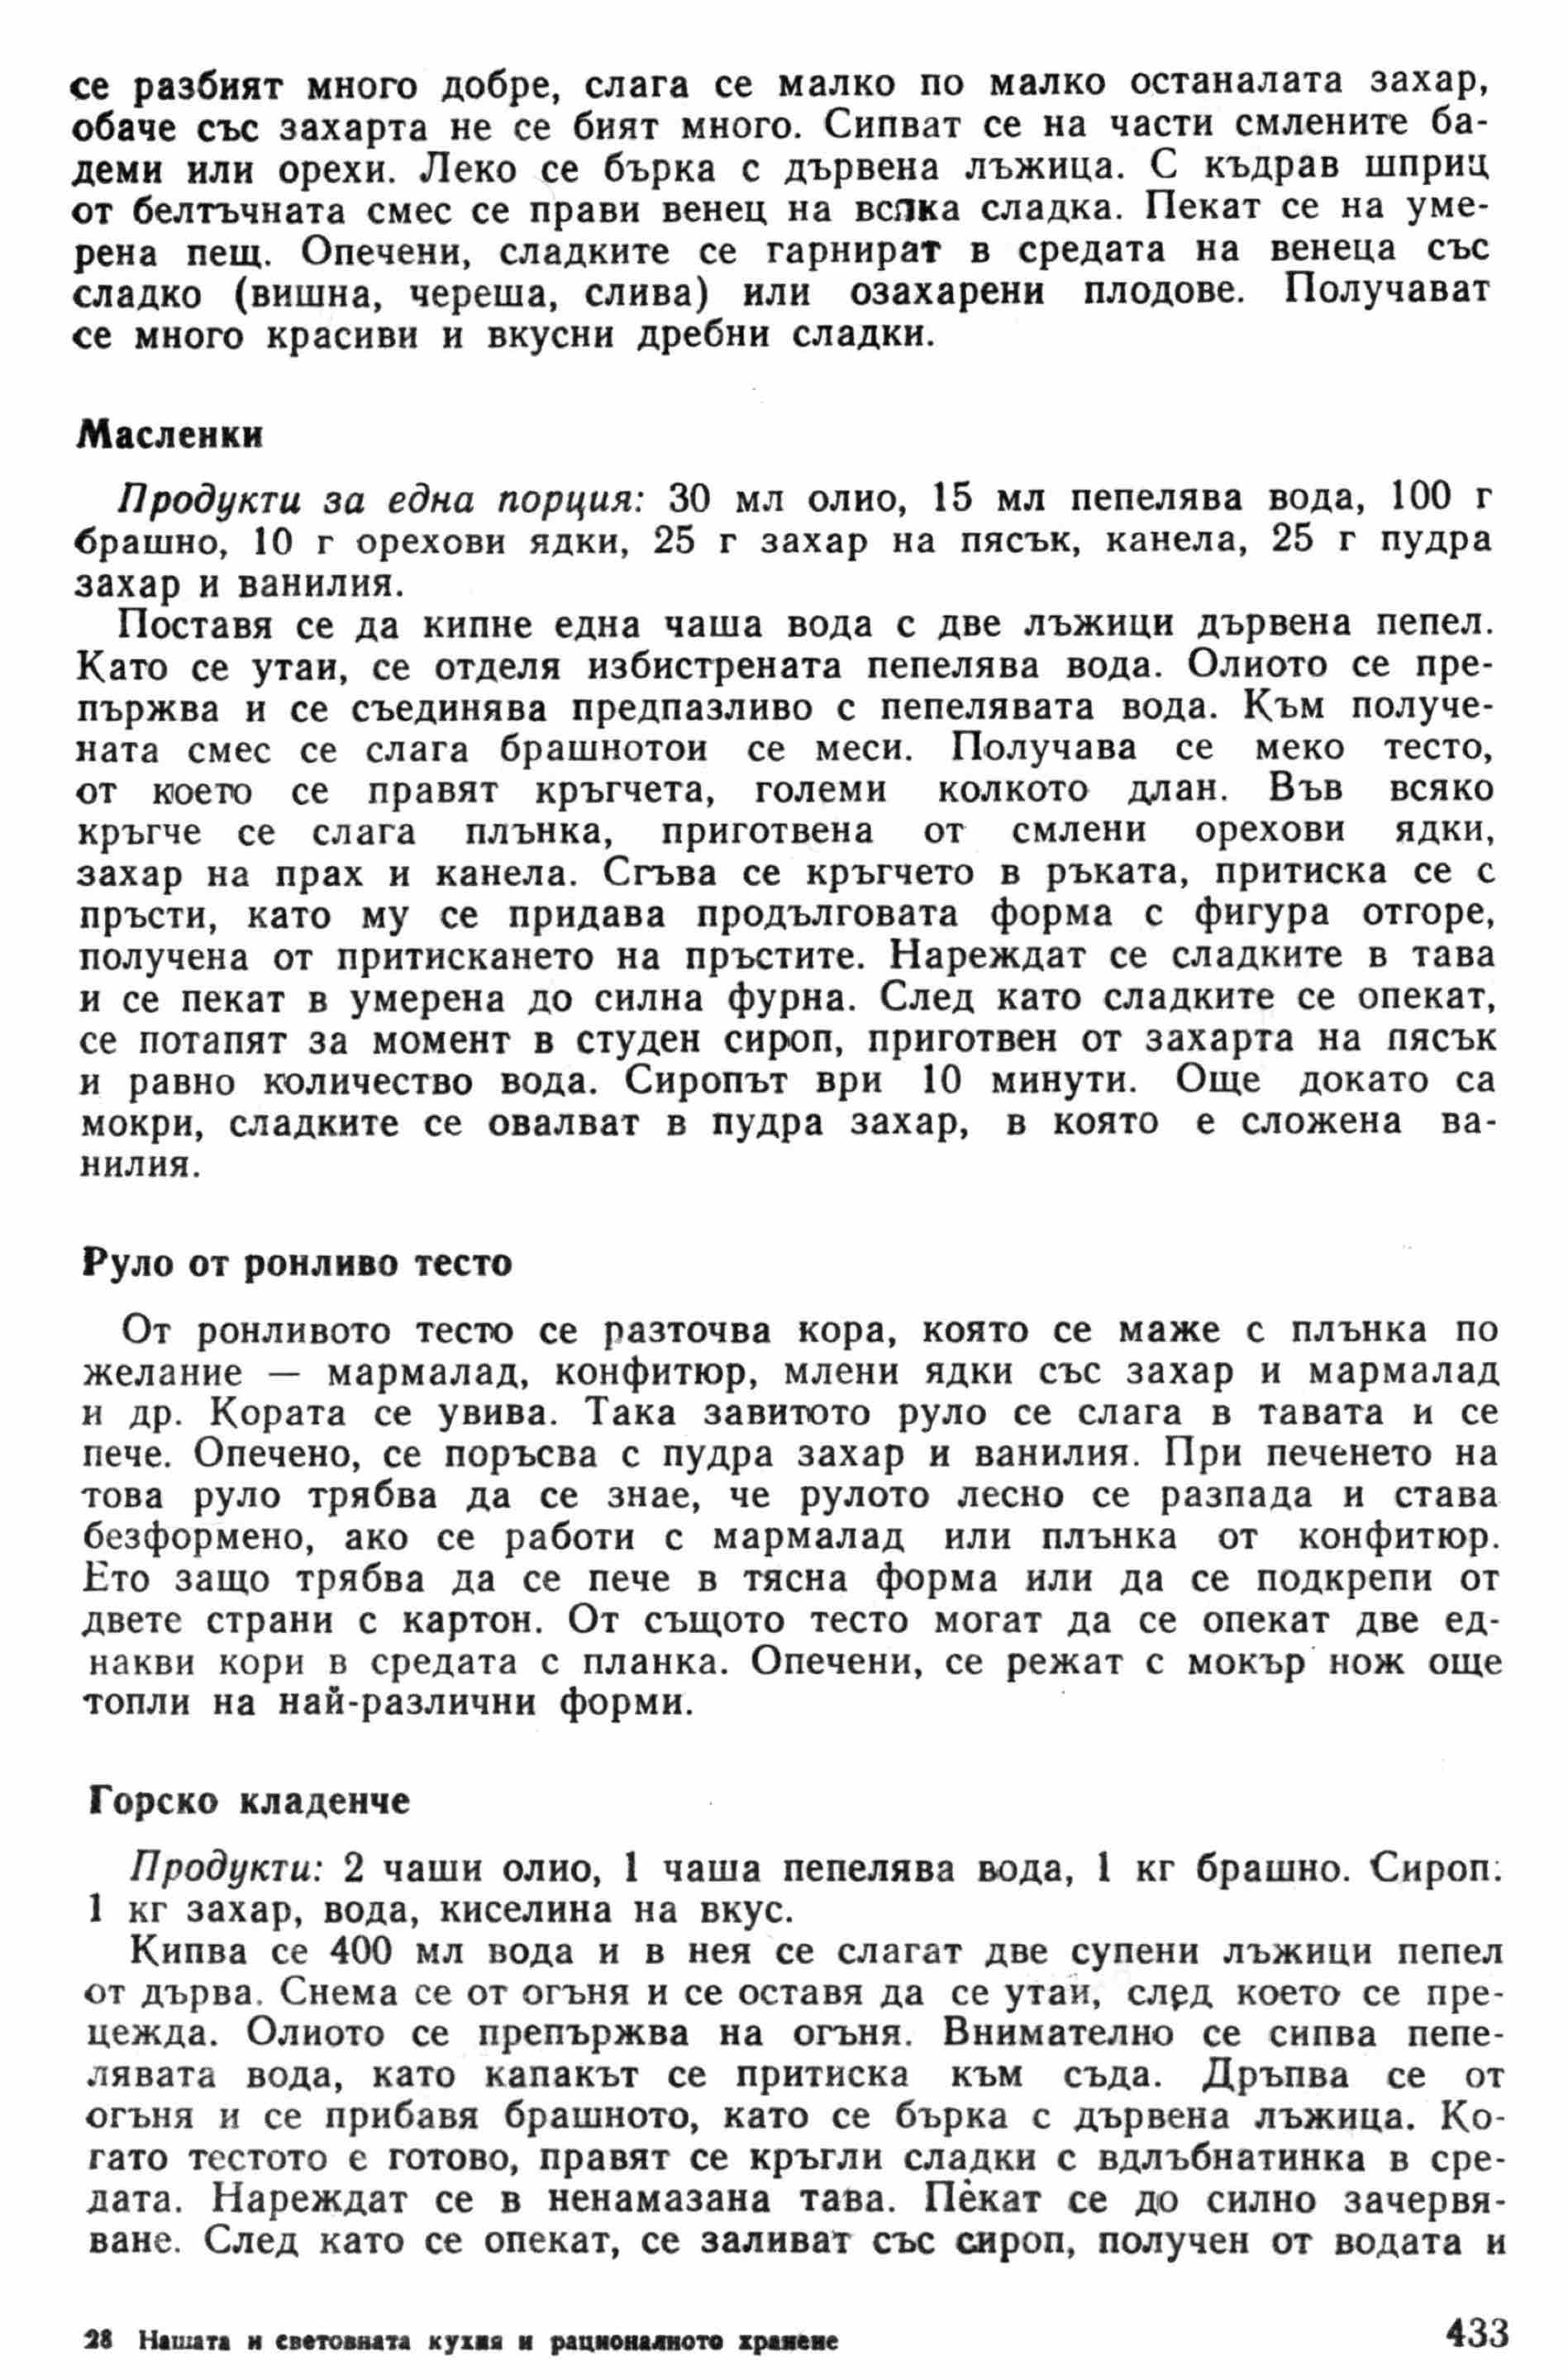 се разбият много добре, слага се малко по малко останалата захар,
обаче със захарта не се бият много. Сипват се на части смлените ба-
деми или орехи. Леко се бърка с дървена лъжица. С къдрав шприц
от белтъчната смес се прави венец на всяка сладка. Пекат се на уме-
рена пещ. Опечени, сладките се гарнират в средата на венеца със
сладко (вишна, череша, слива) или озахарени плодове. Получават
се много красиви и вкусни дребни сладки.
Масленки
Продукти за една порция: 30 мл олио, 15 мл пепелява вода, 100 г
брашно, 10 г орехови ядки, 25 г захар на пясък, канела, 25 г пудра
захар и ванилия.
Поставя се да кипне една чаша вода с две лъжици дървена пепел.
Като се утаи, се отделя избистрената пепелява вода. Олиото се пре-
пържва и се съединява предпазливо с пепелявата вода. Към получе-
ната смес се слага брашнотои се меси. Получава се меко тесто,
от което се правят кръгчета, големи колкото длан. Във всяко
кръгче се слага плънка, приготвена от смлени орехови ядки,
захар на прах и канела. Сгъва се кръгчето в ръката, притиска се с
пръсти, като му се придава продълговата форма с фигура отгоре,
получена от притискането на пръстите. Нареждат се сладките в тава
и се пекат в умерена до силна фурна. След като сладките се опекат,
се потапят за момент в студен сироп, приготвен от захарта на пясък
и равно количество вода. Сиропът ври 10 минути. Още докато са
мокри, сладките се овалват в пудра захар, в която е сложена ва-
нилия.
Руло от ронливо тесто
От ронливото тесто се разточва кора, която се маже с плънка по
желание — мармалад, конфитюр, млени ядки със захар и мармалад
и др. Кората се увива. Така завитото руло се слага в тавата и се
пече. Опечено, се поръсва с пудра захар и ванилия. При печенето на
това руло трябва да се знае, че рулото лесно се разпада и става
безформено, ако се работи с мармалад или плънка от конфитюр.
Ето защо трябва да се пече в тясна форма или да се подкрепи от
двете страни с картон. От същото тесто могат да се опекат две ед-
накви кори в средата с планка. Опечени, се режат с мокър нож още
топли на най-различни форми.
Горско кладенче
Продукти: 2 чаши олио, 1 чаша пепелява вода, 1 кг брашно. Сироп:
1 кг захар, вода, киселина на вкус.
Кипва се 400 мл вода и в нея се слагат две супени лъжици пепел
от дърва. Снема се от огъня и се оставя да се утаи, след което се пре-
цежда. Олиото се препържва на огъня. Внимателно се сипва пепе-
лявата вода, като капакът се притиска към съда. Дръпва се от
огъня и се прибавя брашното, като се бърка с дървена лъжица. Ко-
гато тестото е готово, правят се кръгли сладки с вдлъбнатинка в сре-
дата. Нареждат се в ненамазана тава. Пекат се до силно зачервя-
ване. След като се опекат, се заливат със сироп, получен от водата и
28 Нашата и световната кухня и рационалното хранене 433